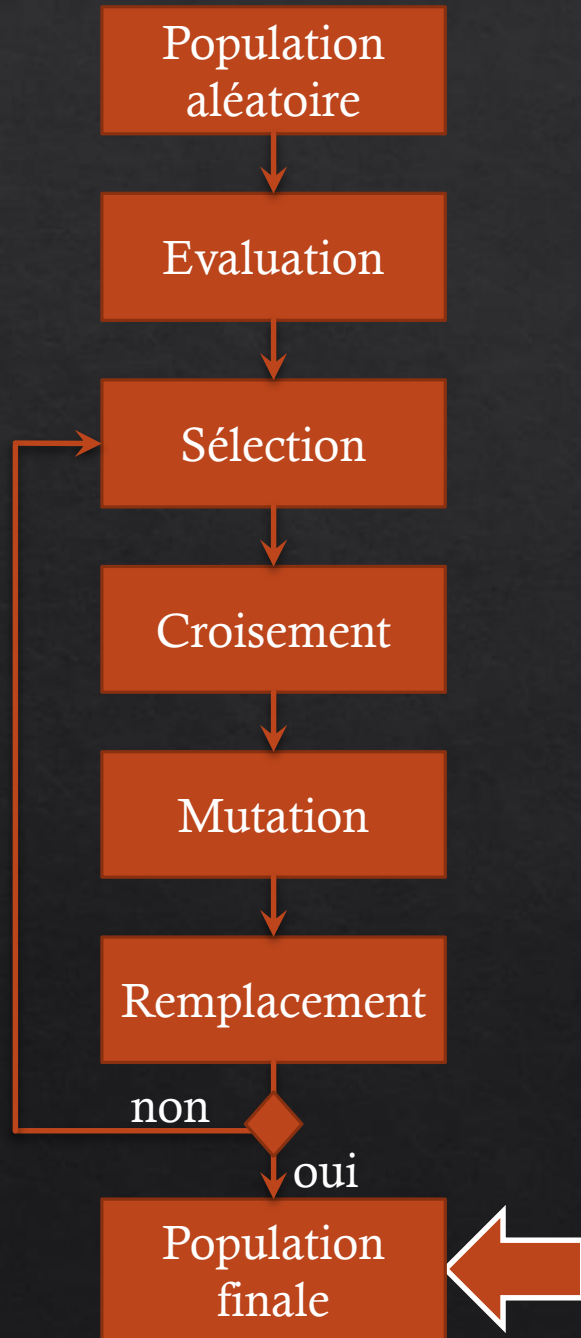 Population
aléatoire
Evaluation
Sélection
Croisement
Mutation
Remplacement
non
oui
Population
finale